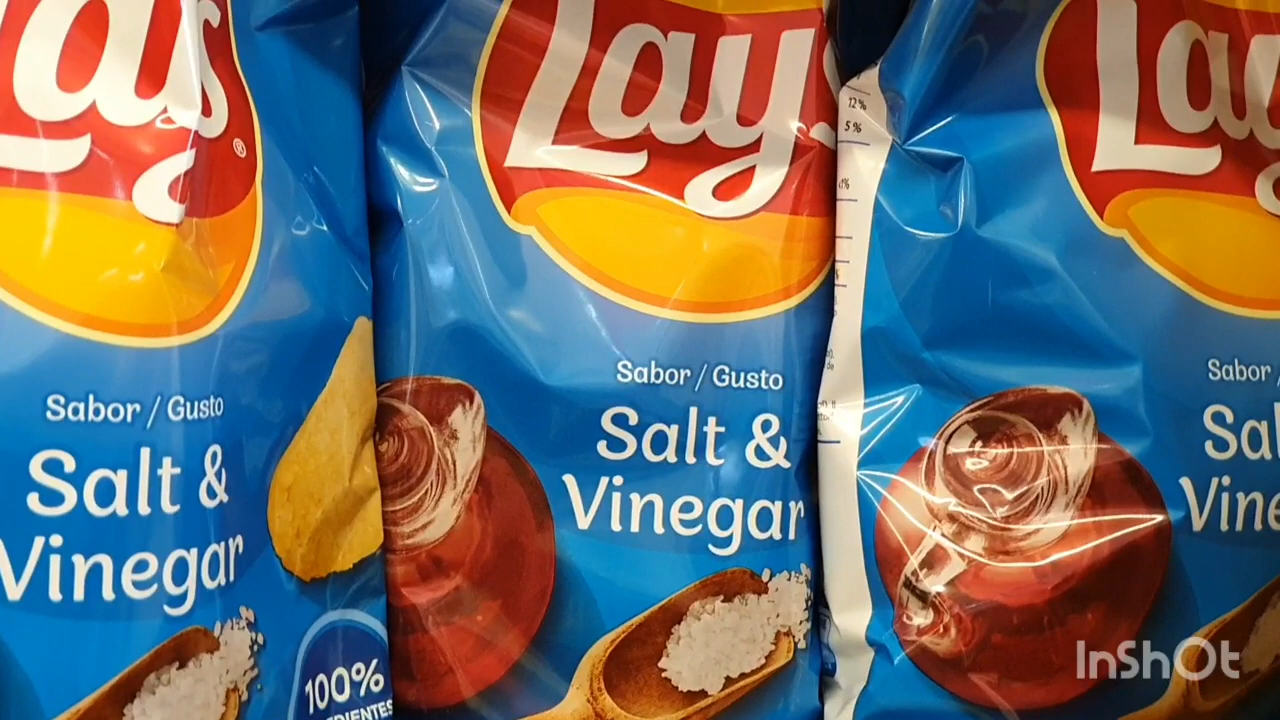 Lay's®
Sabor / Gusto
Salt &
Vinegar
100%
Lay
Sabor / Gusto
Salt &
Vinegar
12%
5%
Lay
Sabor /
Sal
Vine
InShOt